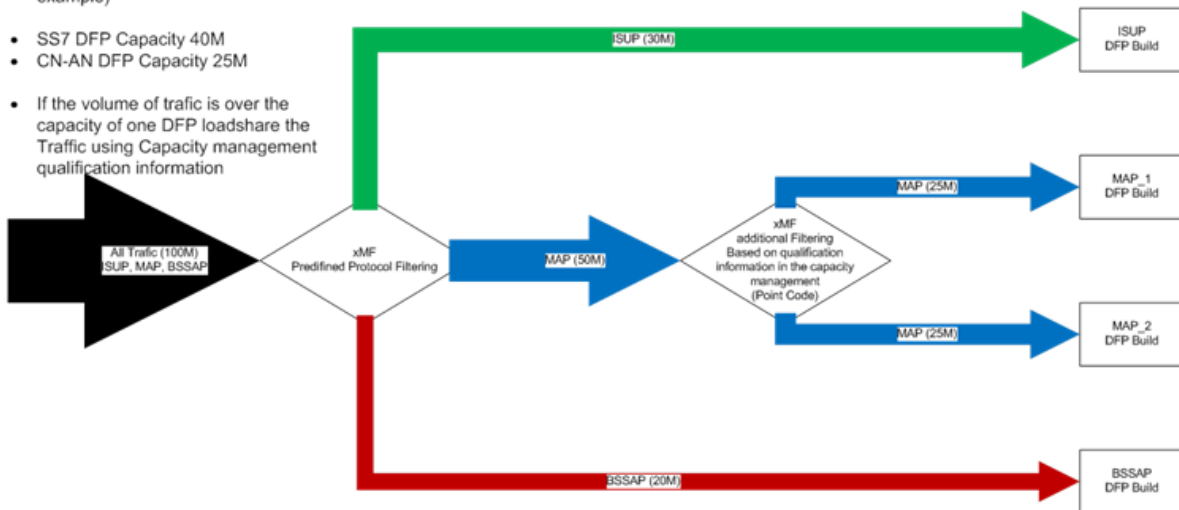 example)
• SS7 DFP Capacity 40M
• CN-AN DFP Capacity 25M
• If the volume of trafic is over the
capacity of one DFP loadshare the
Traffic using Capacity management
qualification information
ISUP (30M)
ISUP
DFP Build
MAP (25M)
MAP_1
DFP Build
All Trafic (100M)
ISUP, MAP, BSSAP
xMF
Predifined Protocol Filtering
MAP (50M)
xMF
additional Filtering
Based on qualification
information in the capacity
management
(Point Code)
MAP (25M)
MAP_2
DFP Build
BSSAP (20M)
BSSAP
DFP Build